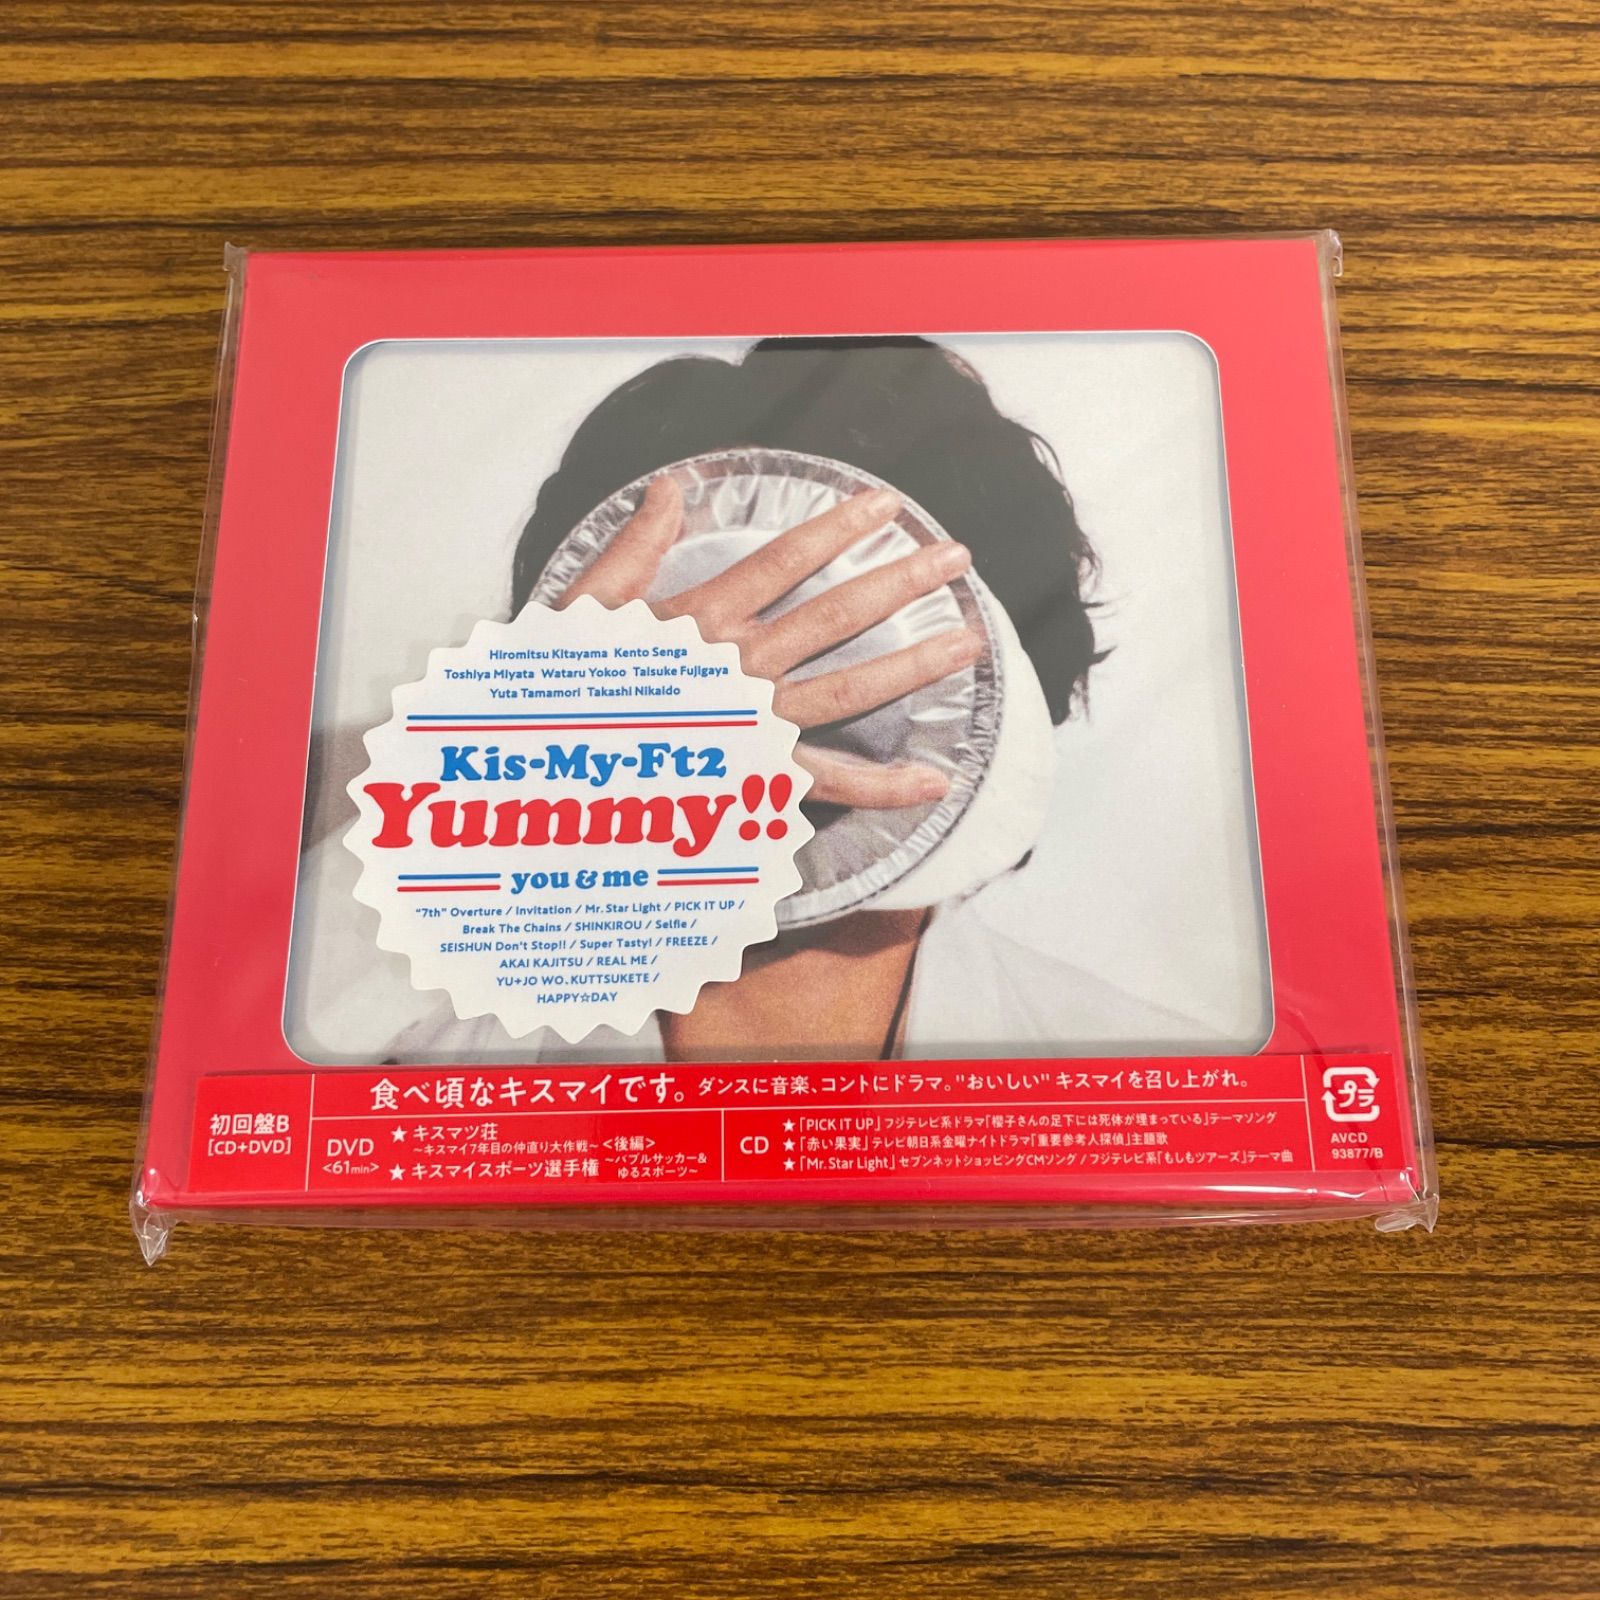 Hiromitsu Kitayama Kento Senga
Toshiya Miyata Wataru Yokoo Taisuke Fujigaya
Yuta Tamamori Takashi Nikaido
Kis-My-Ft2
Yummy!!
you & me
"7th" Overture / Invitation / Mr. Star Light / PICK IT UP /
Break The Chains / SHINKIROU / Selfie /
SEISHUN Don't Stop!! / Super Tasty! / FREEZE /
AKAI KAJITSU / REAL ME /
YU+JO WO、KUTTSUKETE /
HAPPY☆DAY
初回盤B
[CD+DVD]
食べ頃なキスマイです。ダンスに音楽、コントにドラマ。"おいしい"キスマイを召し上がれ。
DVD
<61min>
★キスマツ荘
〜キスマイ7年目の仲直り大作戦〜<後編>
★キスマイスポーツ選手権 〜バブルサッカー&
ゆるスポーツ〜
CD
★「PICK IT UP」フジテレビ系ドラマ「櫻子さんの足下には死体が埋まっている」テーマソング
★「赤い果実」テレビ朝日系金曜ナイトドラマ「重要参考人探偵」主題歌
★「Mr. Star Light」セブンネットショッピングCMソング / フジテレビ系「もしもツアーズ」テーマ曲
プラ
AVCD
93877/B